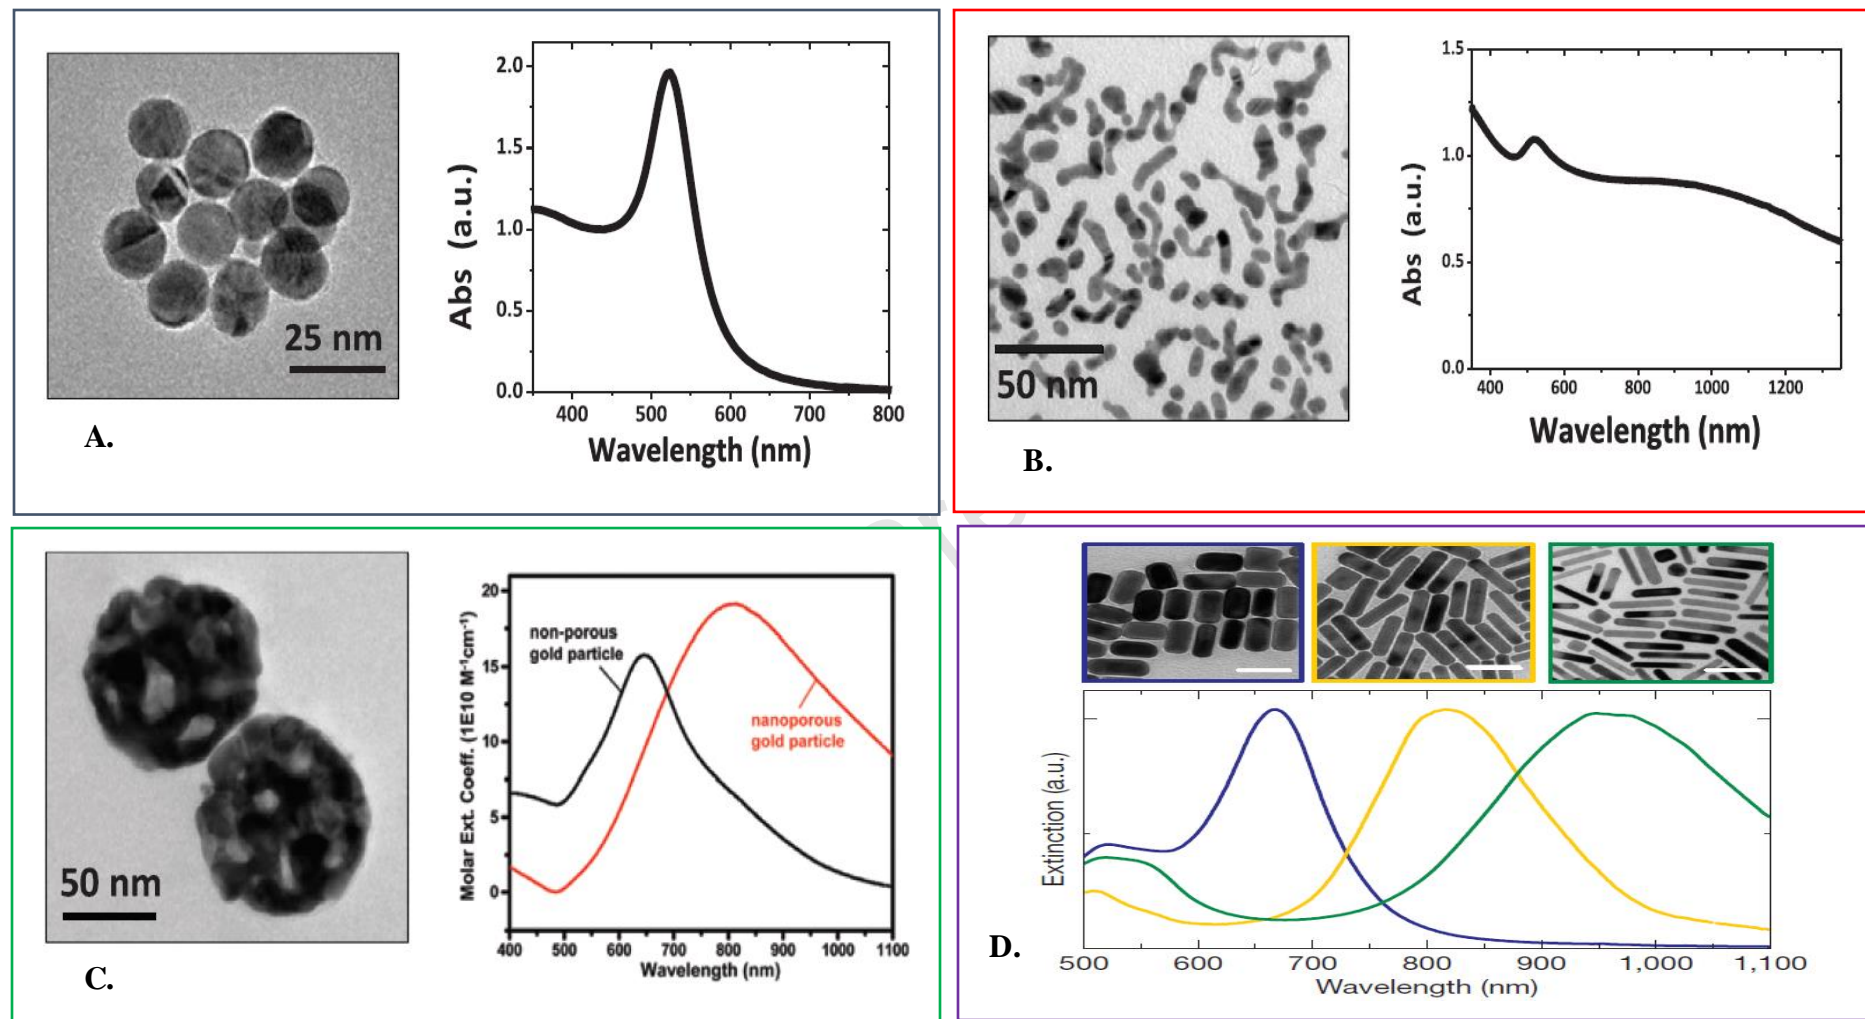 25 nm
A.
Abs (a.u.)
2.0
1.5
1.0
0.5
0.0
400 500 600 700 800
Wavelength (nm)
50 nm
B.
Abs (a.u.)
1.5
1.0
0.5
0.0
400 600 800 1000 1200
Wavelength (nm)
50 nm
C.
Molar Ext. Coeff. (1E10 M⁻¹cm⁻¹)
20
15
10
5
0
non-porous
gold particle
nanoporous
gold particle
400 500 600 700 800 900 1000 1100
Wavelength (nm)
D.
Extinction (a.u.)
500 600 700 800 900 1,000 1,100
Wavelength (nm)